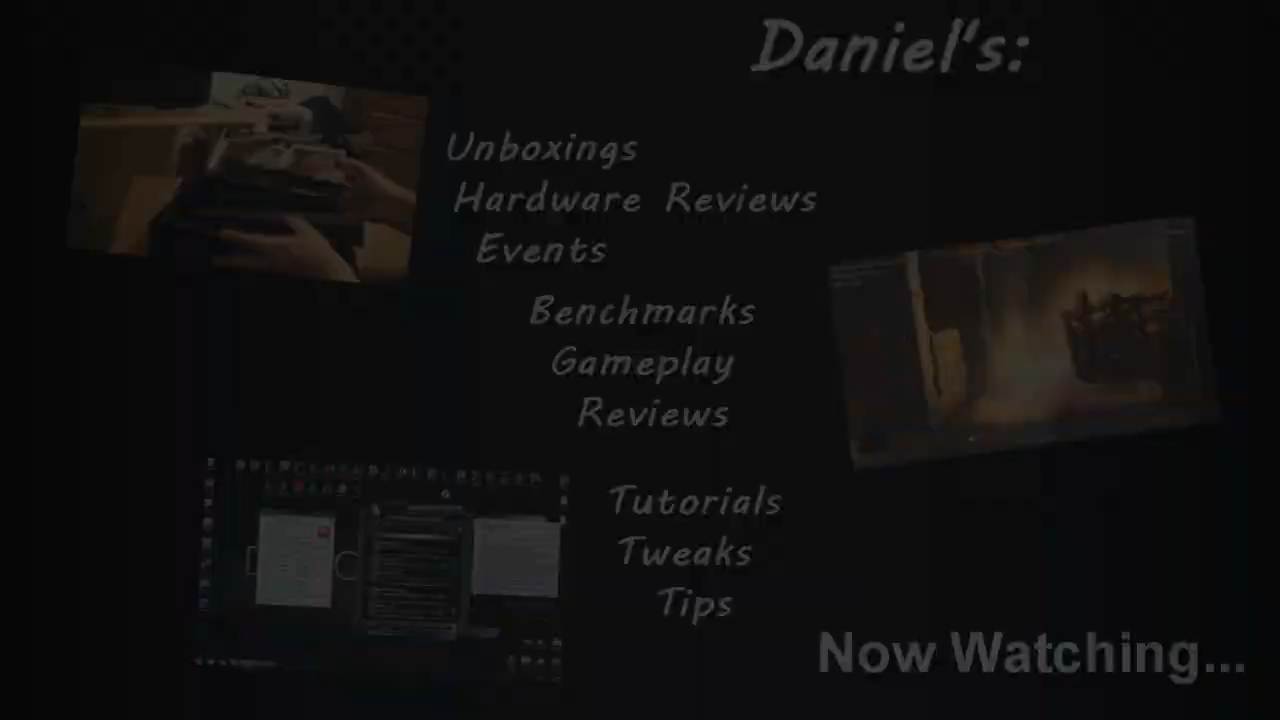 Daniel's:
Unboxings
Hardware Reviews
Events
Benchmarks
Gameplay
Reviews
Tutorials
Tweaks
Tips
Now Watching...